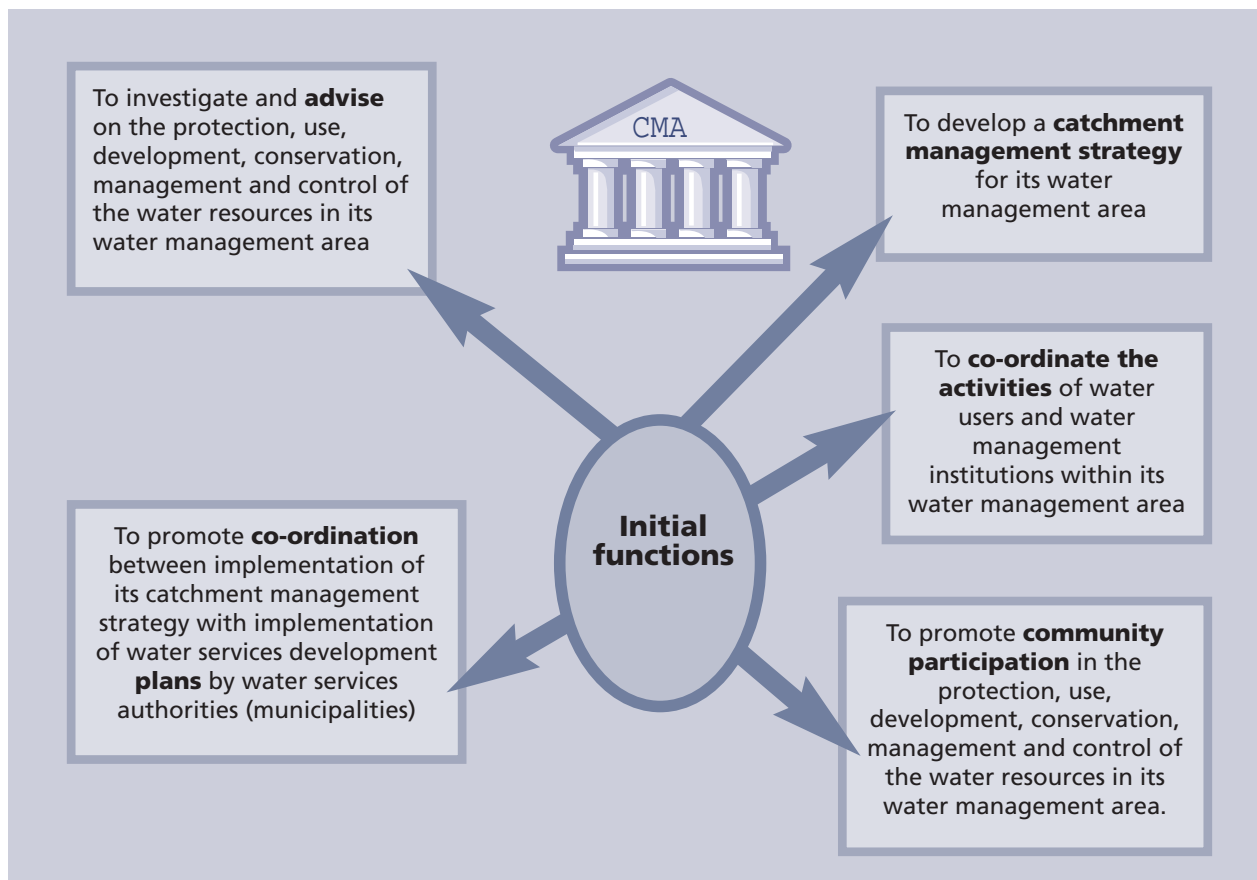 To investigate and advise
on the protection, use,
development, conservation,
management and control of
the water resources in its
water management area
CMA
To develop a catchment
management strategy
for its water
management area
To co-ordinate the
activities of water
users and water
management
institutions within its
water management area
Initial
functions
To promote co-ordination
between implementation of
its catchment management
strategy with implementation
of water services development
plans by water services
authorities (municipalities)
To promote community
participation in the
protection, use,
development, conservation,
management and control of
the water resources in its
water management area.